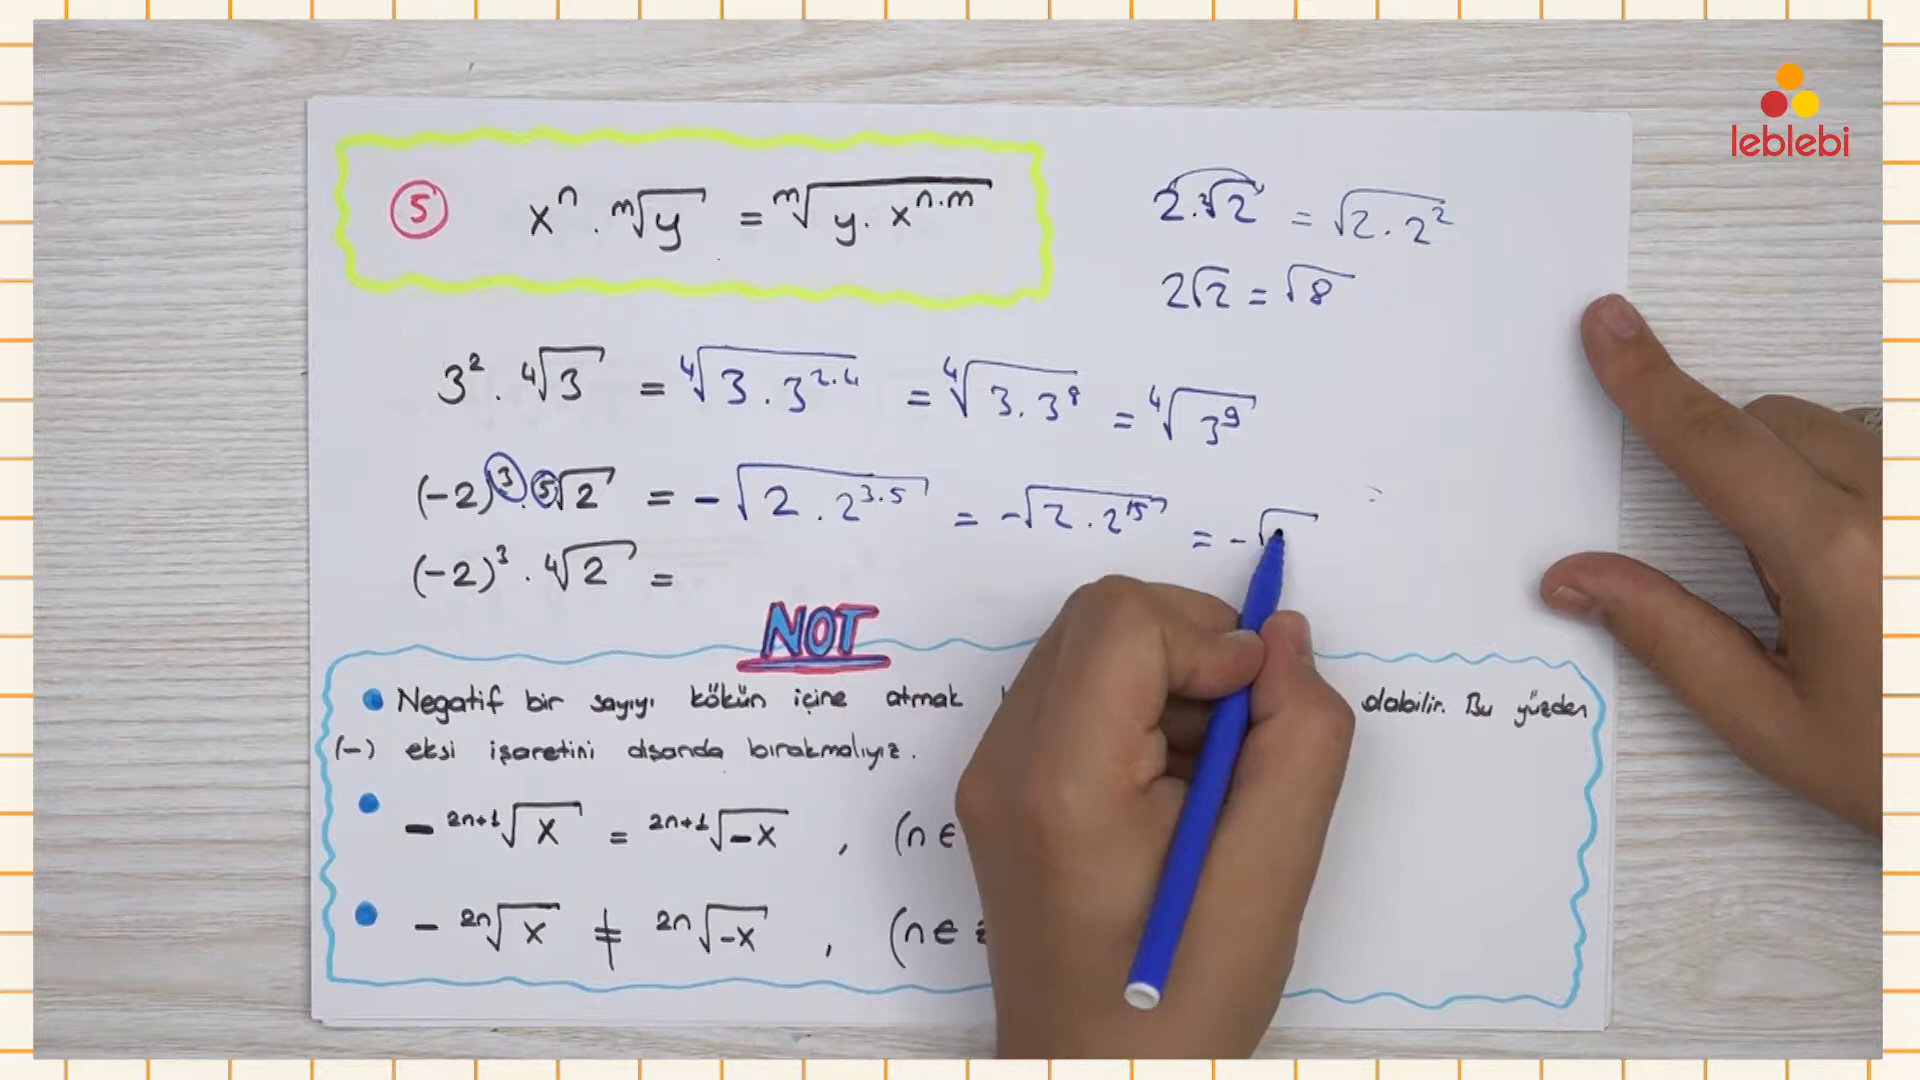 leblebi
5 xⁿ . ᵐ√y = ᵐ√(y . xⁿ·ᵐ)
2 . ²√2 = √(2 . 2²)
2√2 = √8
3² . ⁴√3 = ⁴√(3 . 3²·⁴) = ⁴√(3 . 3⁸) = ⁴√(3⁹)
(-2)³ . ⁵√2 = -√(2 . 2³·⁵) = -√(2 . 2¹⁵) = -√
(-2)³ . ⁴√2 =
NOT
• Negatif bir sayıyı kökün içine atmak olabilir. Bu yüzden
(-) eksi işaretini dışarıda bırakmalıyız.
• - ²ⁿ⁺¹√x = ²ⁿ⁺¹√-x , (n ∈
• - ²ⁿ√x ≠ ²ⁿ√-x , (n ∈